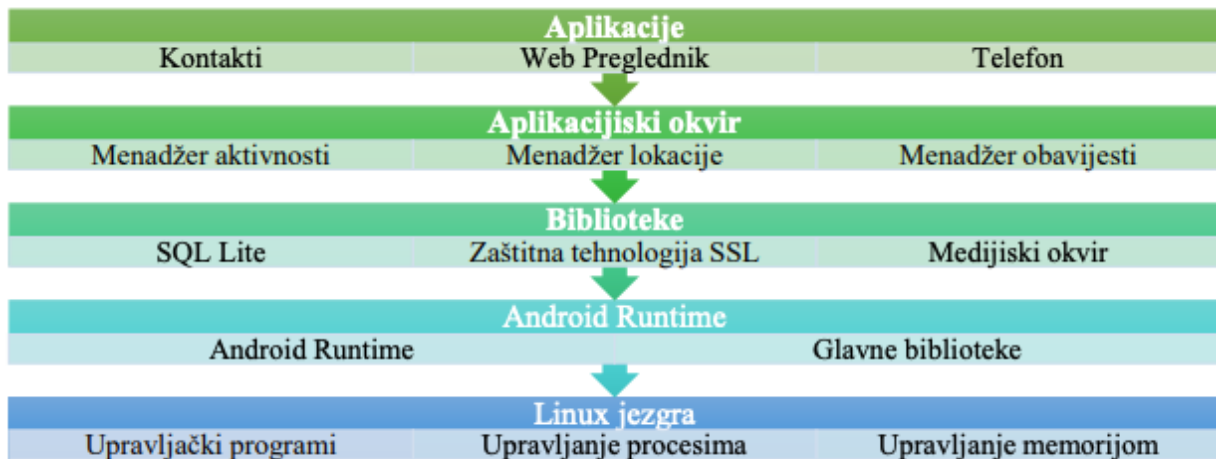 Aplikacije
Kontakti Web Preglednik Telefon
Aplikacijiski okvir
Menadžer aktivnosti Menadžer lokacije Menadžer obavijesti
Biblioteke
SQL Lite Zaštitna tehnologija SSL Medijiski okvir
Android Runtime
Android Runtime Glavne biblioteke
Linux jezgra
Upravljački programi Upravljanje procesima Upravljanje memorijom